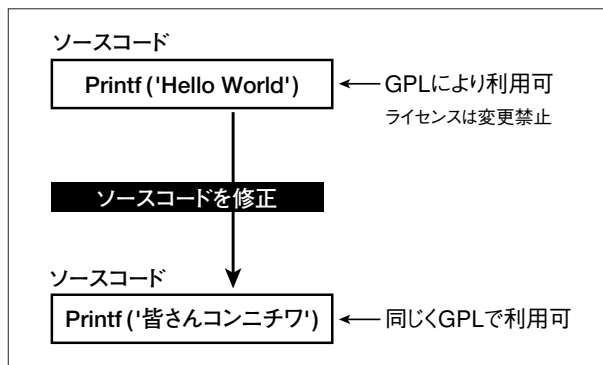 ソースコード
Printf ('Hello World')
GPLにより利用可
ライセンスは変更禁止
ソースコードを修正
ソースコード
Printf ('皆さんコンニチワ')
同じくGPLで利用可